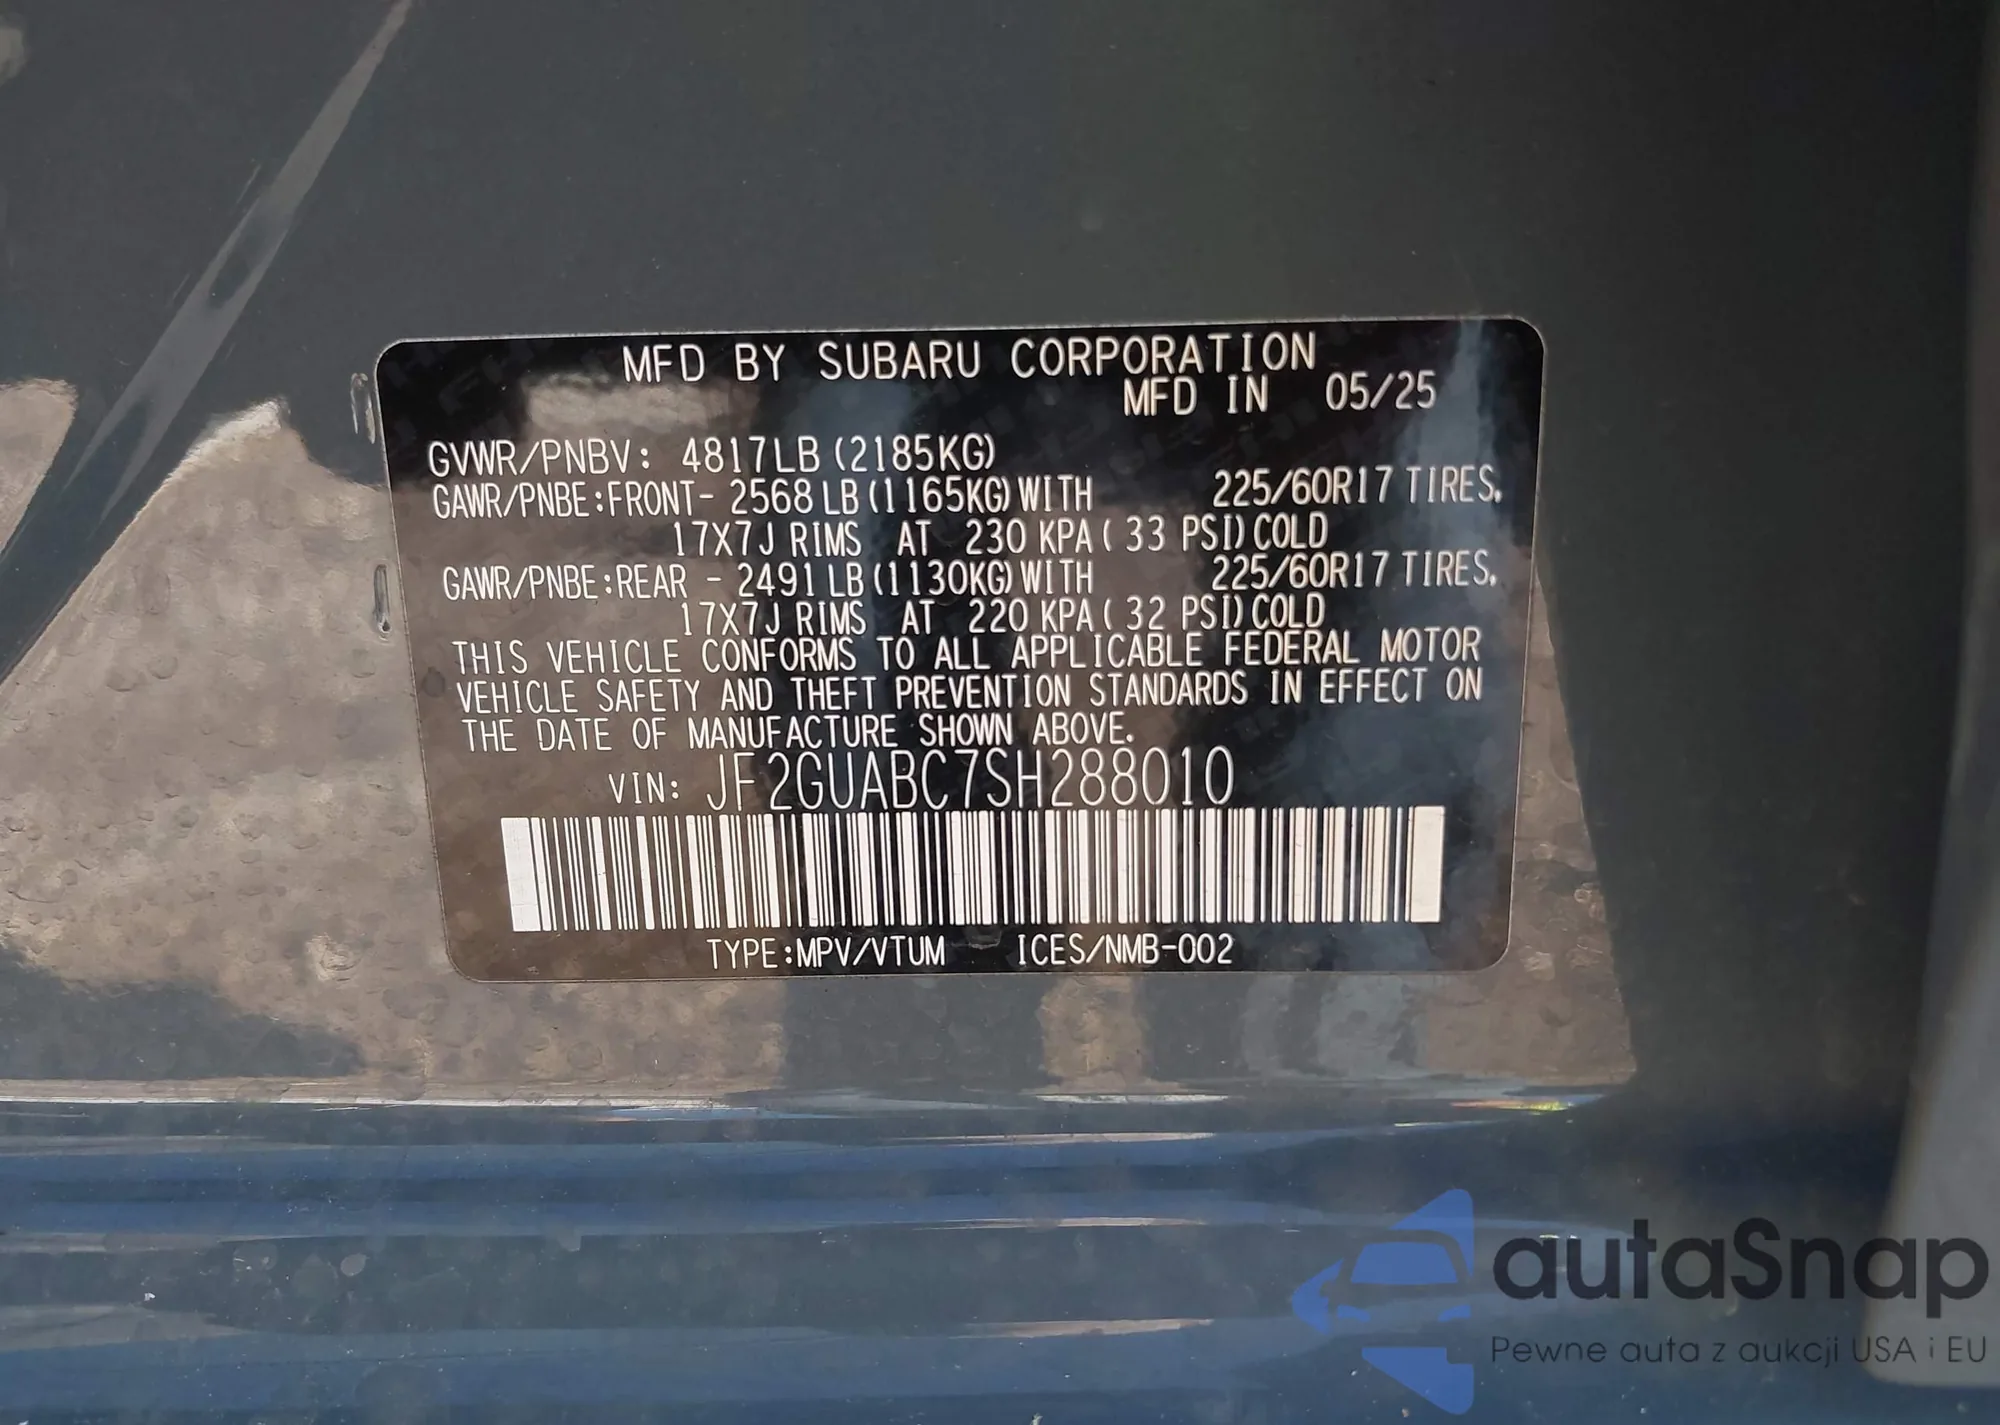 MFD BY SUBARU CORPORATION
MFD IN 05/25
GVWR/PNBV: 4817LB (2185KG)
GAWR/PNBE:FRONT- 2568LB (1165KG) WITH 225/60R17 TIRES,
17X7J RIMS AT 230 KPA( 33 PSI) COLD
GAWR/PNBE:REAR - 2491LB (1130KG) WITH 225/60R17 TIRES,
17X7J RIMS AT 220 KPA( 32 PSI) COLD
THIS VEHICLE CONFORMS TO ALL APPLICABLE FEDERAL MOTOR
VEHICLE SAFETY AND THEFT PREVENTION STANDARDS IN EFFECT ON
THE DATE OF MANUFACTURE SHOWN ABOVE.
VIN: JF2GUABC7SH288010
TYPE:MPV/VTUM ICES/NMB-002
autaSnap
Pewne auta z aukcji USA i EU